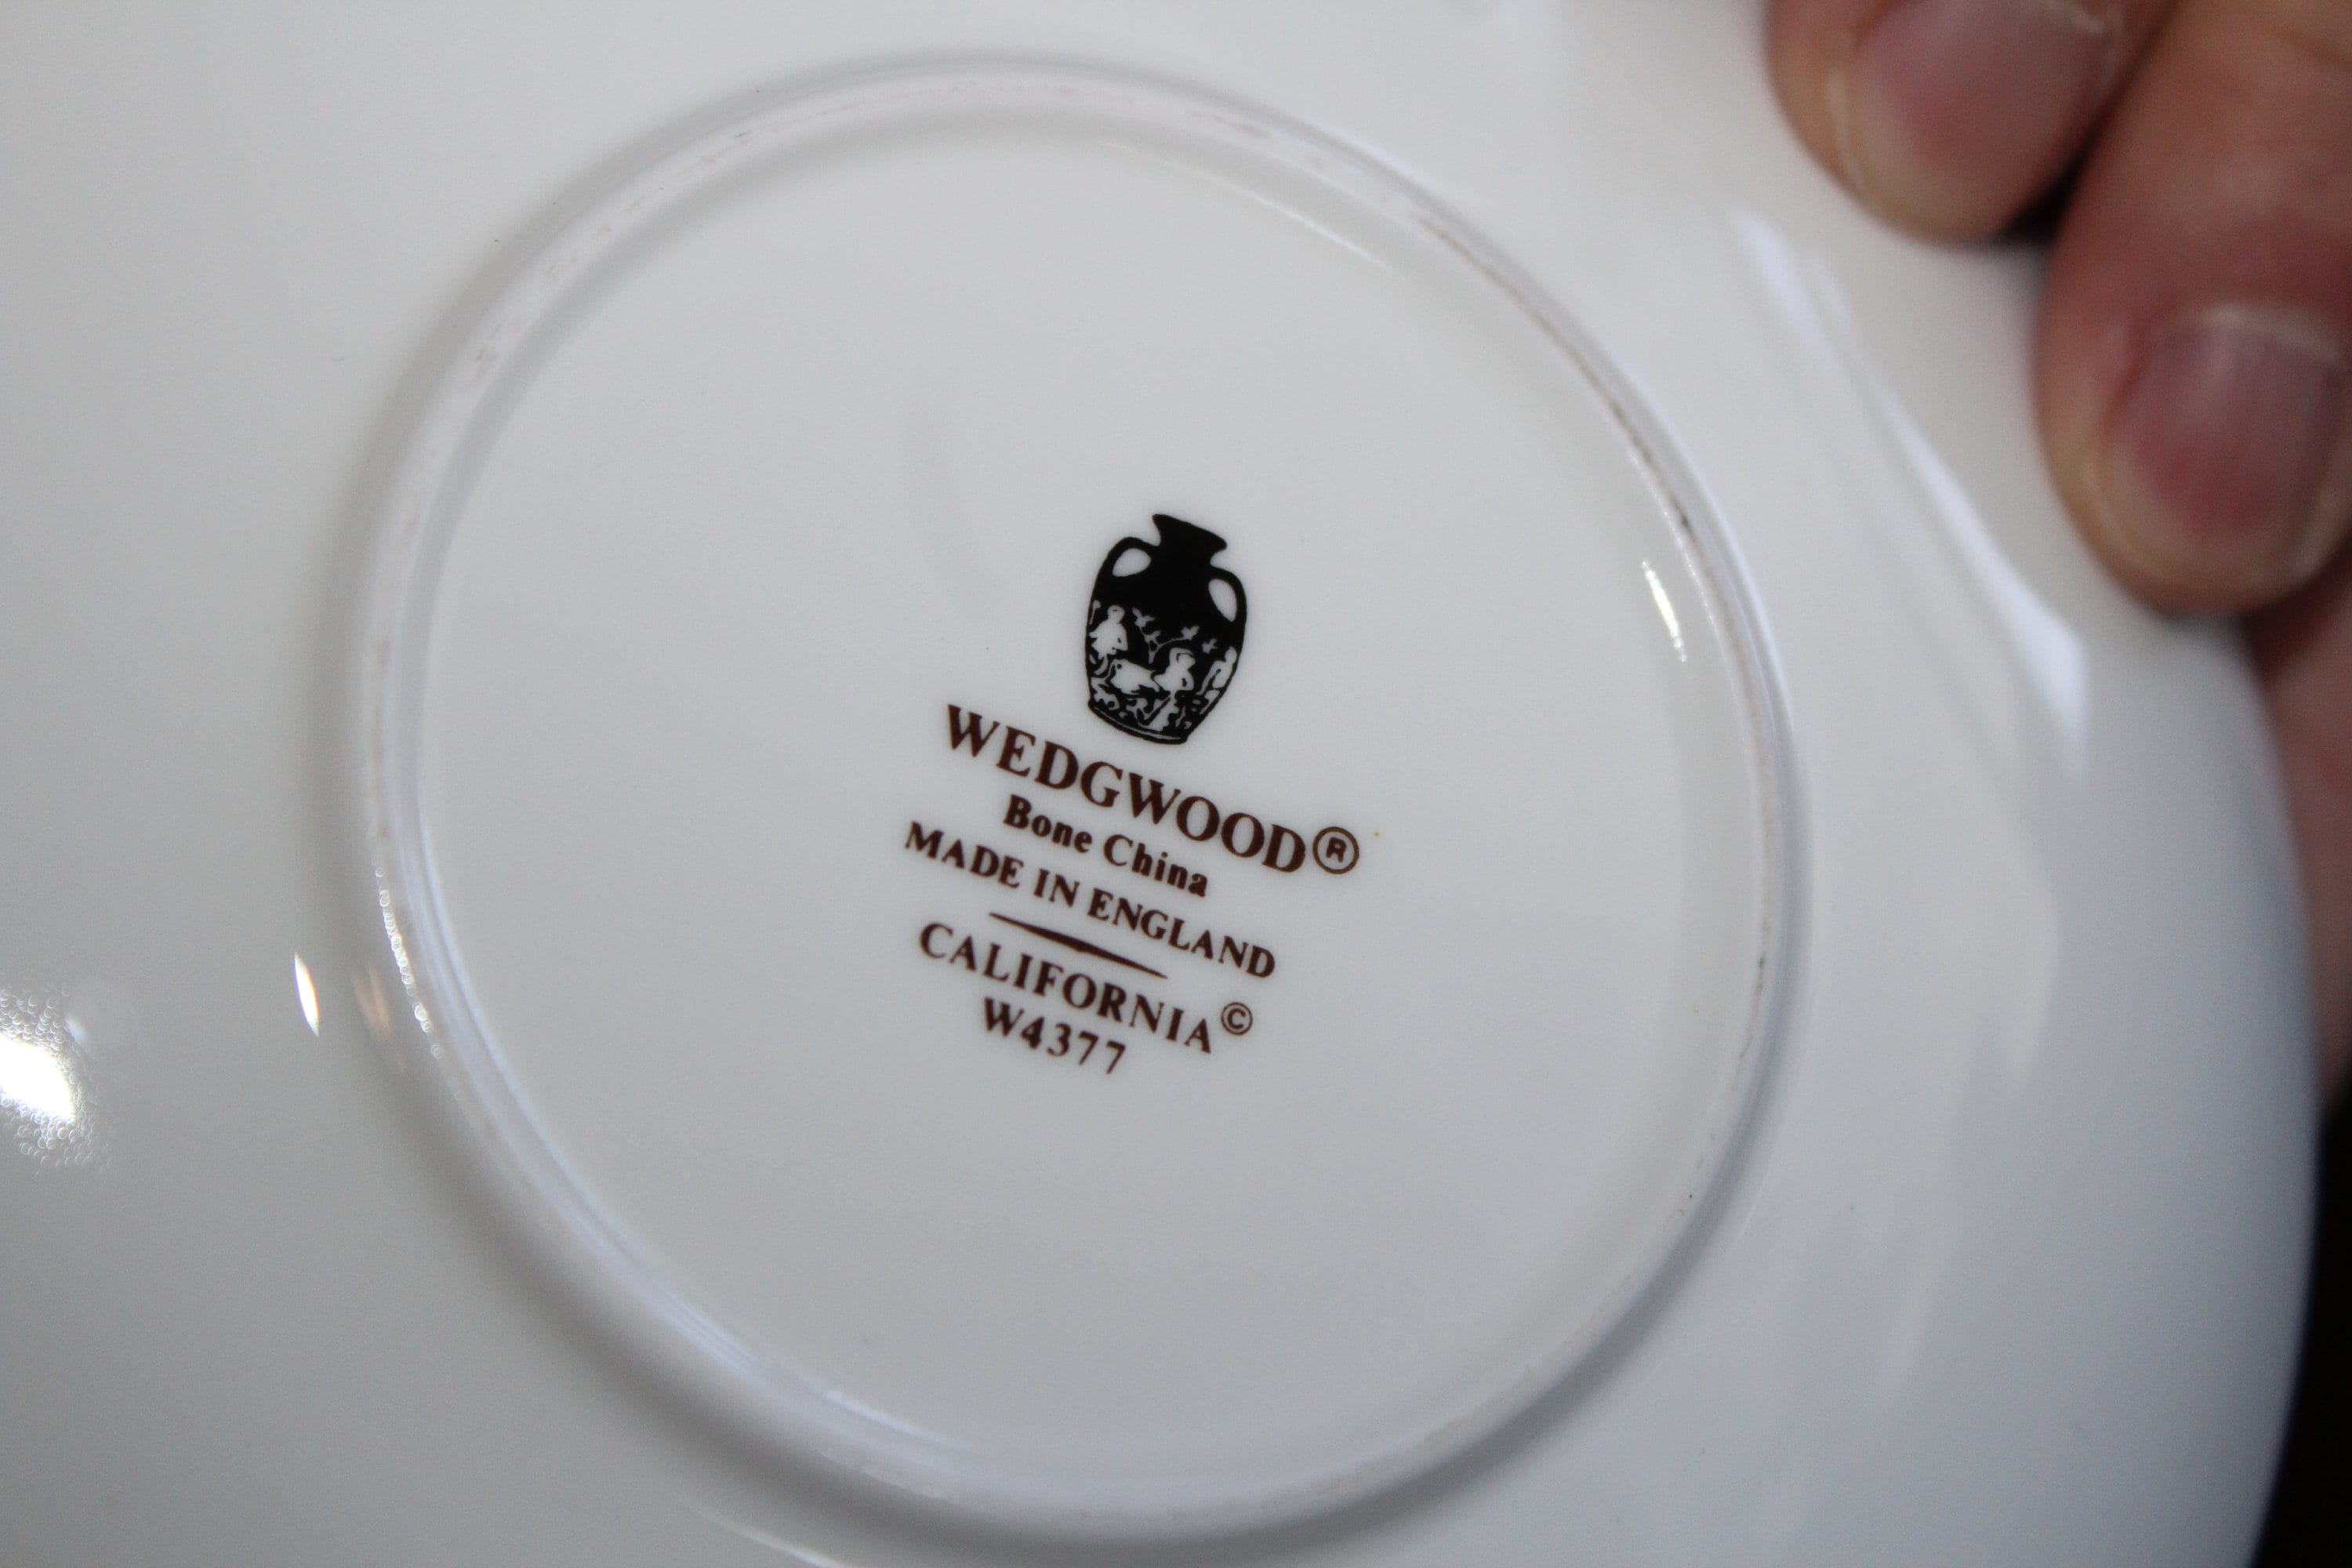 WEDGWOOD®
Bone China
MADE IN ENGLAND
CALIFORNIA©
W4377